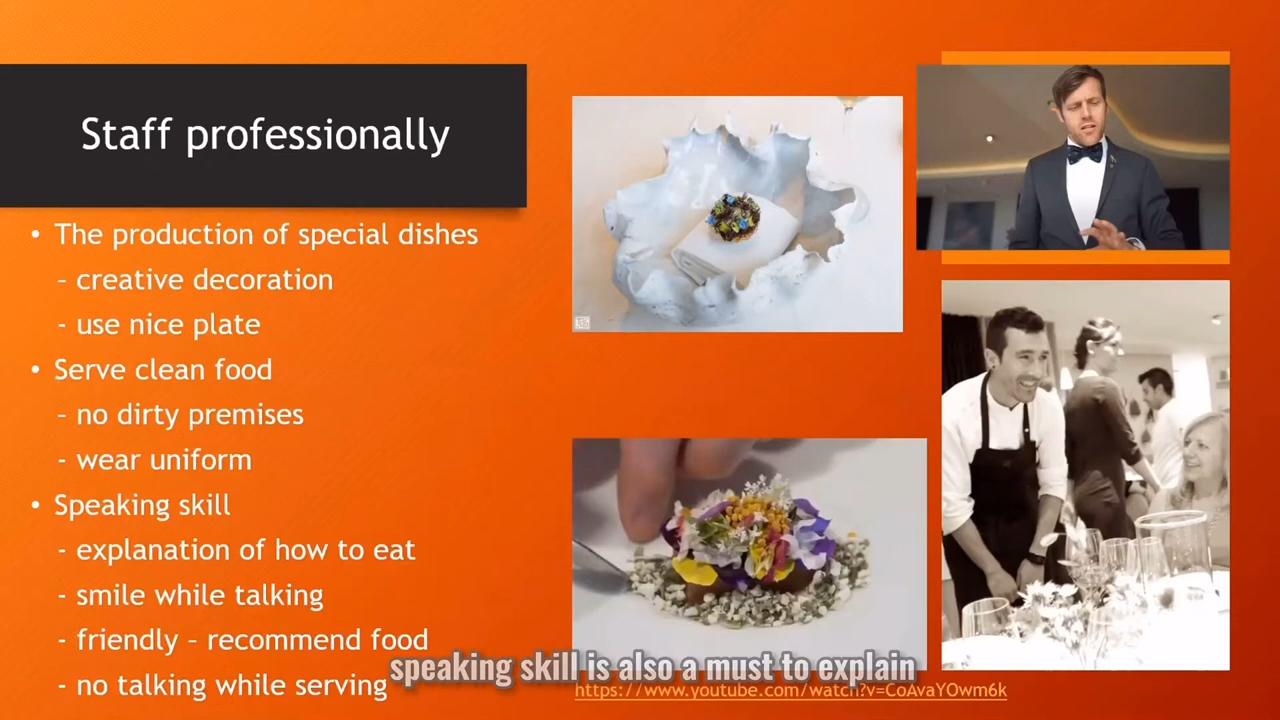 Staff professionally
• The production of special dishes
- creative decoration
- use nice plate
• Serve clean food
- no dirty premises
- wear uniform
• Speaking skill
- explanation of how to eat
- smile while talking
- friendly – recommend food
- no talking while serving
speaking skill is also a must to explain
https://www.youtube.com/watch?v=CoAvaYOwm6k